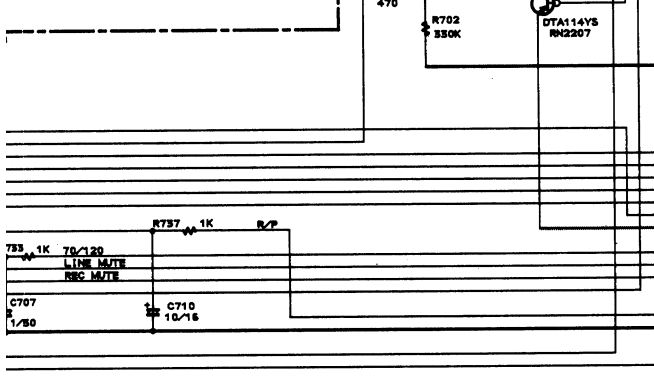 470
R702
330K
DTA114YS
RN2207
R737 1K R/P
733 1K 70/120
LINE MUTE
REC MUTE
C707
1/50
+ C710
10/16